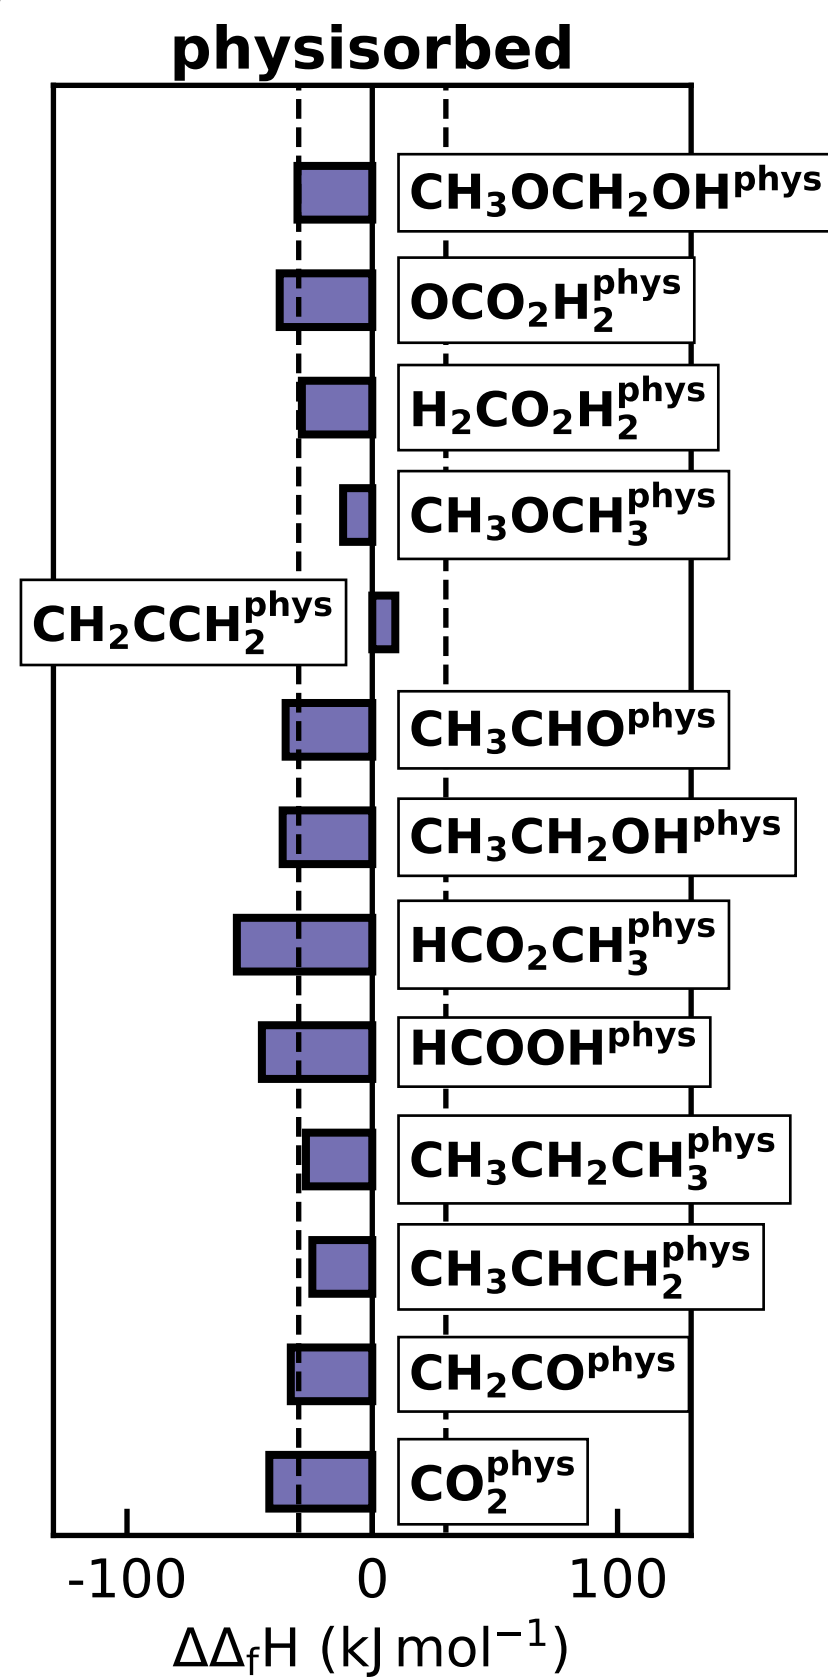 physisorbed
CH₃OCH₂OHᵖʰʸˢ
OCO₂H₂ᵖʰʸˢ
H₂CO₂H₂ᵖʰʸˢ
CH₃OCH₃ᵖʰʸˢ
CH₂CCH₂ᵖʰʸˢ
CH₃CHOᵖʰʸˢ
CH₃CH₂OHᵖʰʸˢ
HCO₂CH₃ᵖʰʸˢ
HCOOHᵖʰʸˢ
CH₃CH₂CH₃ᵖʰʸˢ
CH₃CHCH₂ᵖʰʸˢ
CH₂COᵖʰʸˢ
CO₂ᵖʰʸˢ
-100 0 100
ΔΔfH (kJ mol⁻¹)